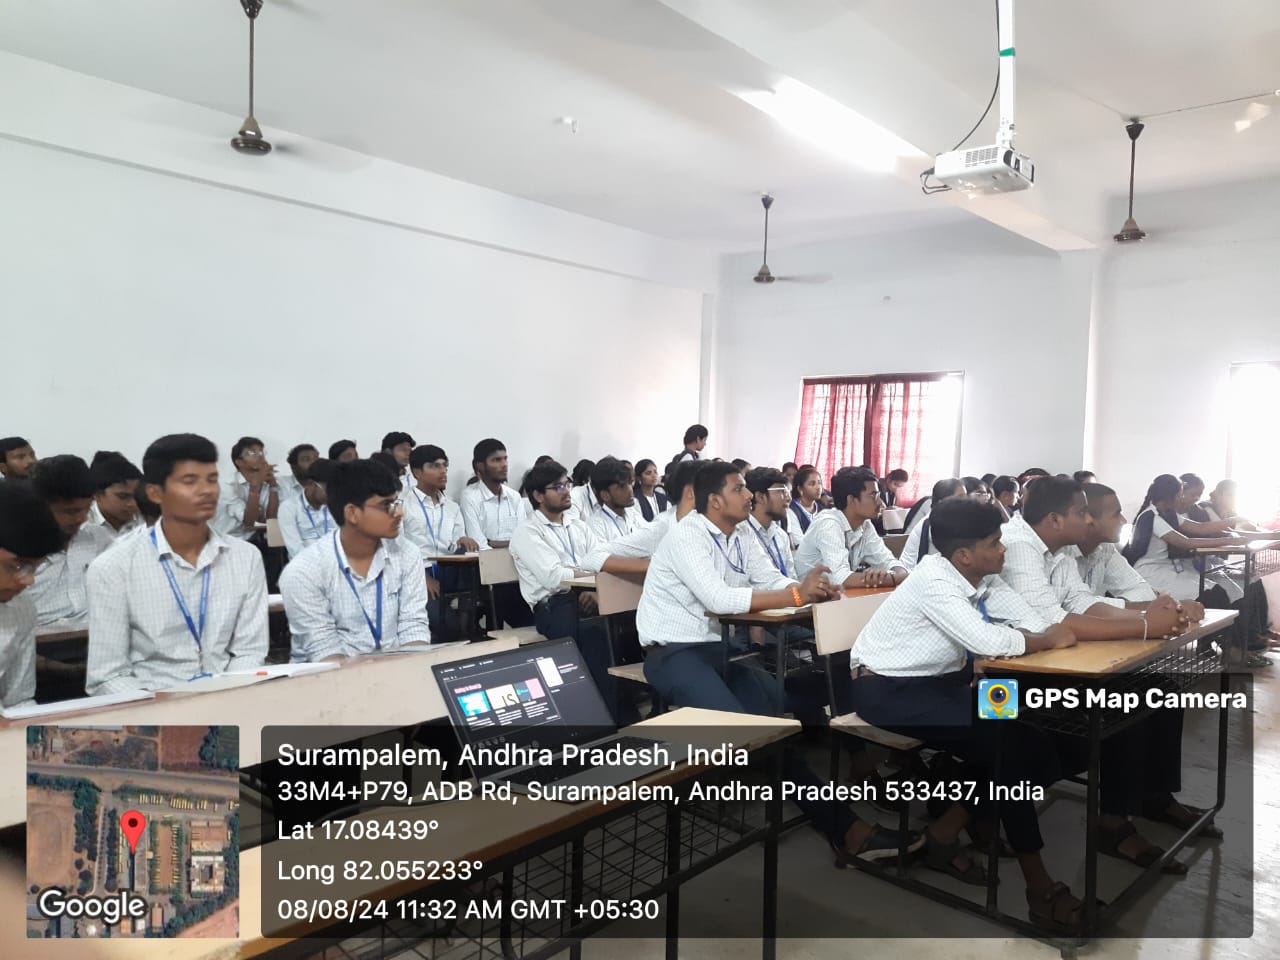 GPS Map Camera
Surampalem, Andhra Pradesh, India
33M4+P79, ADB Rd, Surampalem, Andhra Pradesh 533437, India
Lat 17.08439°
Long 82.055233°
08/08/24 11:32 AM GMT +05:30
Google